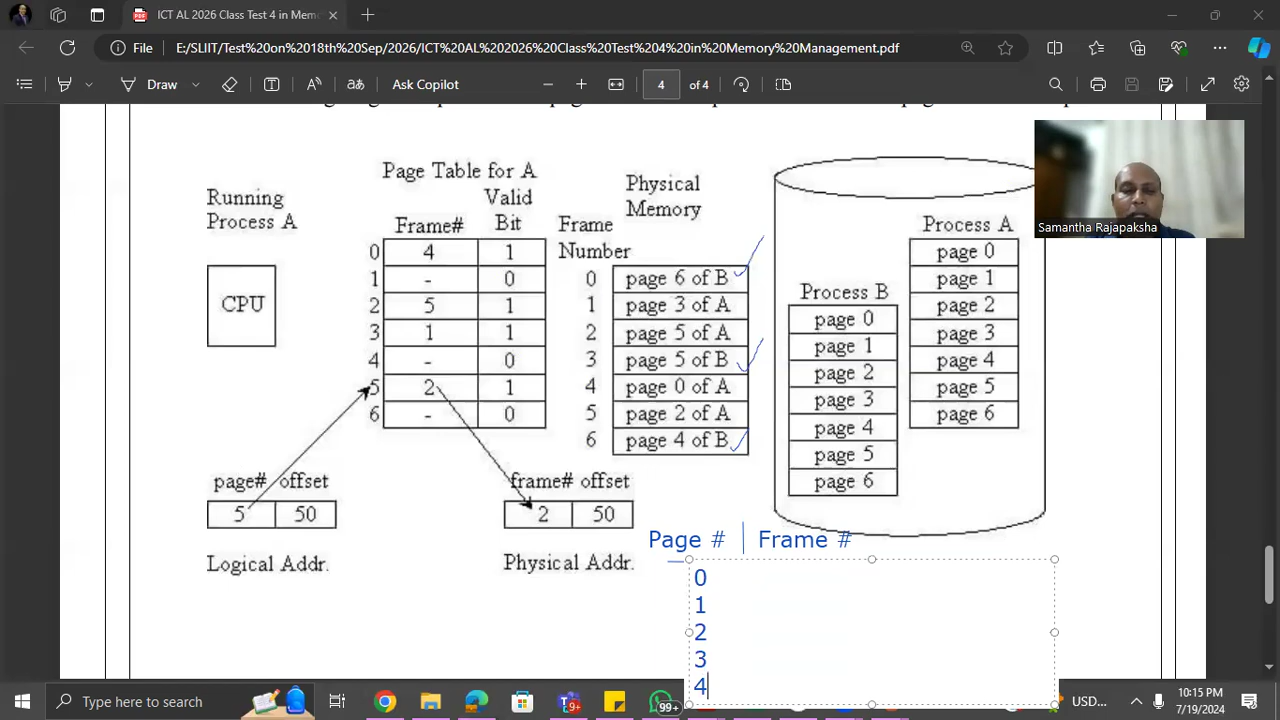 ICT AL 2026 Class Test 4 in Mem
File
E:/SLIIT/Test%20on%2018th%20Sep/2026/ICT%20AL%202026%20Class%20Test%204%20in%20Memory%20Management.pdf
Draw
Ask Copilot
4
of 4
Samantha Rajapaksha
Running
Process A
CPU
Page Table for A
Valid
Frame#
Bit
0 4 1
1 - 0
2 5 1
3 1 1
4 - 0
5 2 1
6 - 0
Physical
Memory
Frame
Number
0 page 6 of B
1 page 3 of A
2 page 5 of A
3 page 5 of B
4 page 0 of A
5 page 2 of A
6 page 4 of B
Process B
page 0
page 1
page 2
page 3
page 4
page 5
page 6
Process A
page 0
page 1
page 2
page 3
page 4
page 5
page 6
page# offset
5 50
Logical Addr.
frame# offset
2 50
Physical Addr.
Page # Frame #
0
1
2
3
4
Type here to search
99+
USD...
10:15 PM
7/19/2024